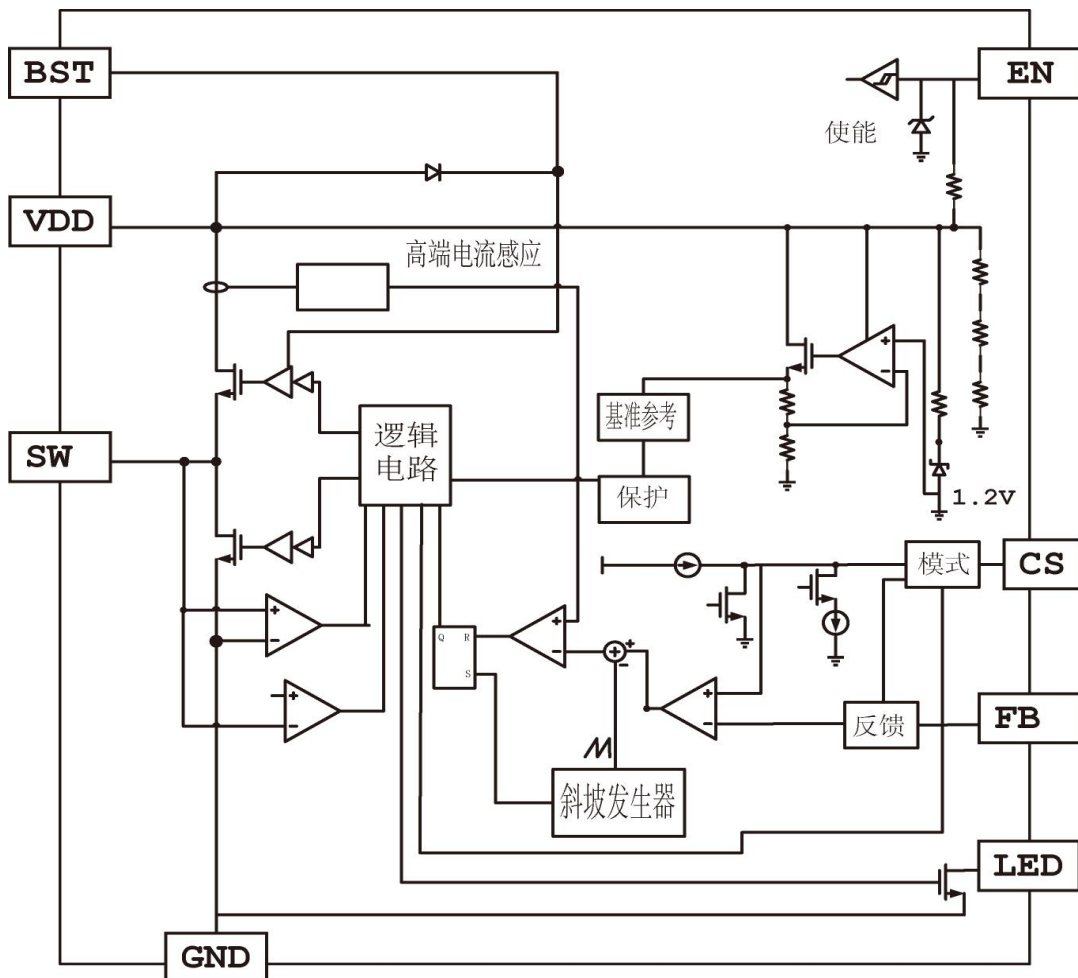 BST
EN
使能
VDD
高端电流感应
基准参考
逻辑
电路
SW
保护
1.2V
模式
CS
+
-
+
-
Q R
S
+
-
+
-
+
+
-
+
-
+
-
反馈
FB
斜坡发生器
LED
GND